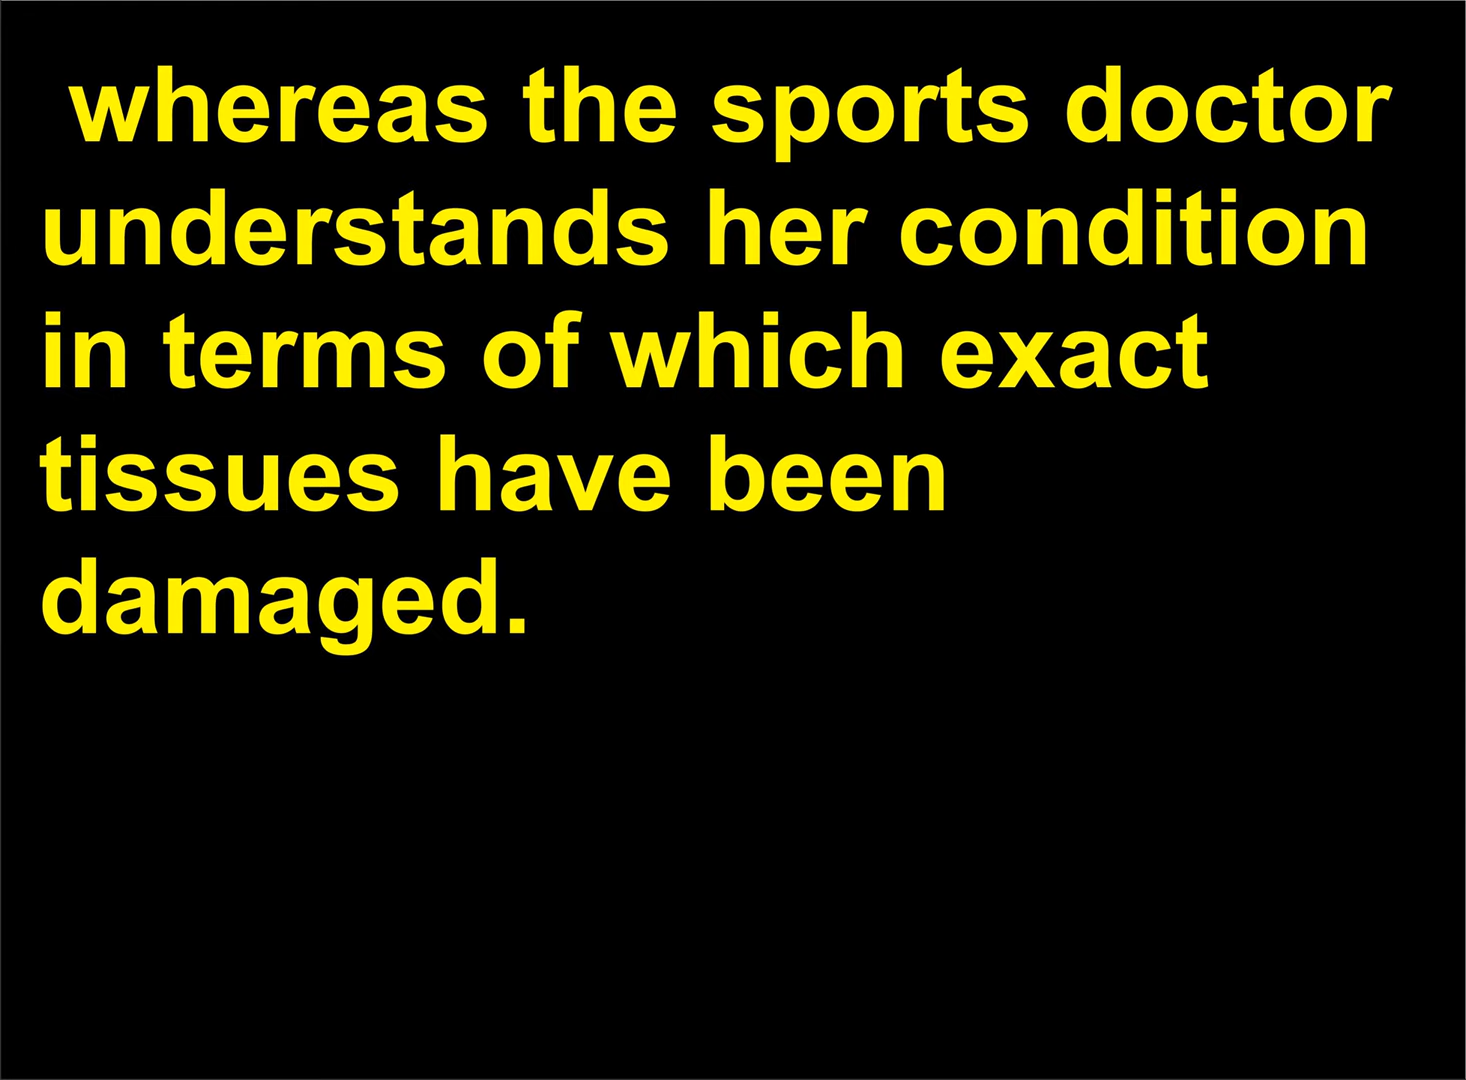 whereas the sports doctor
understands her condition
in terms of which exact
tissues have been
damaged.